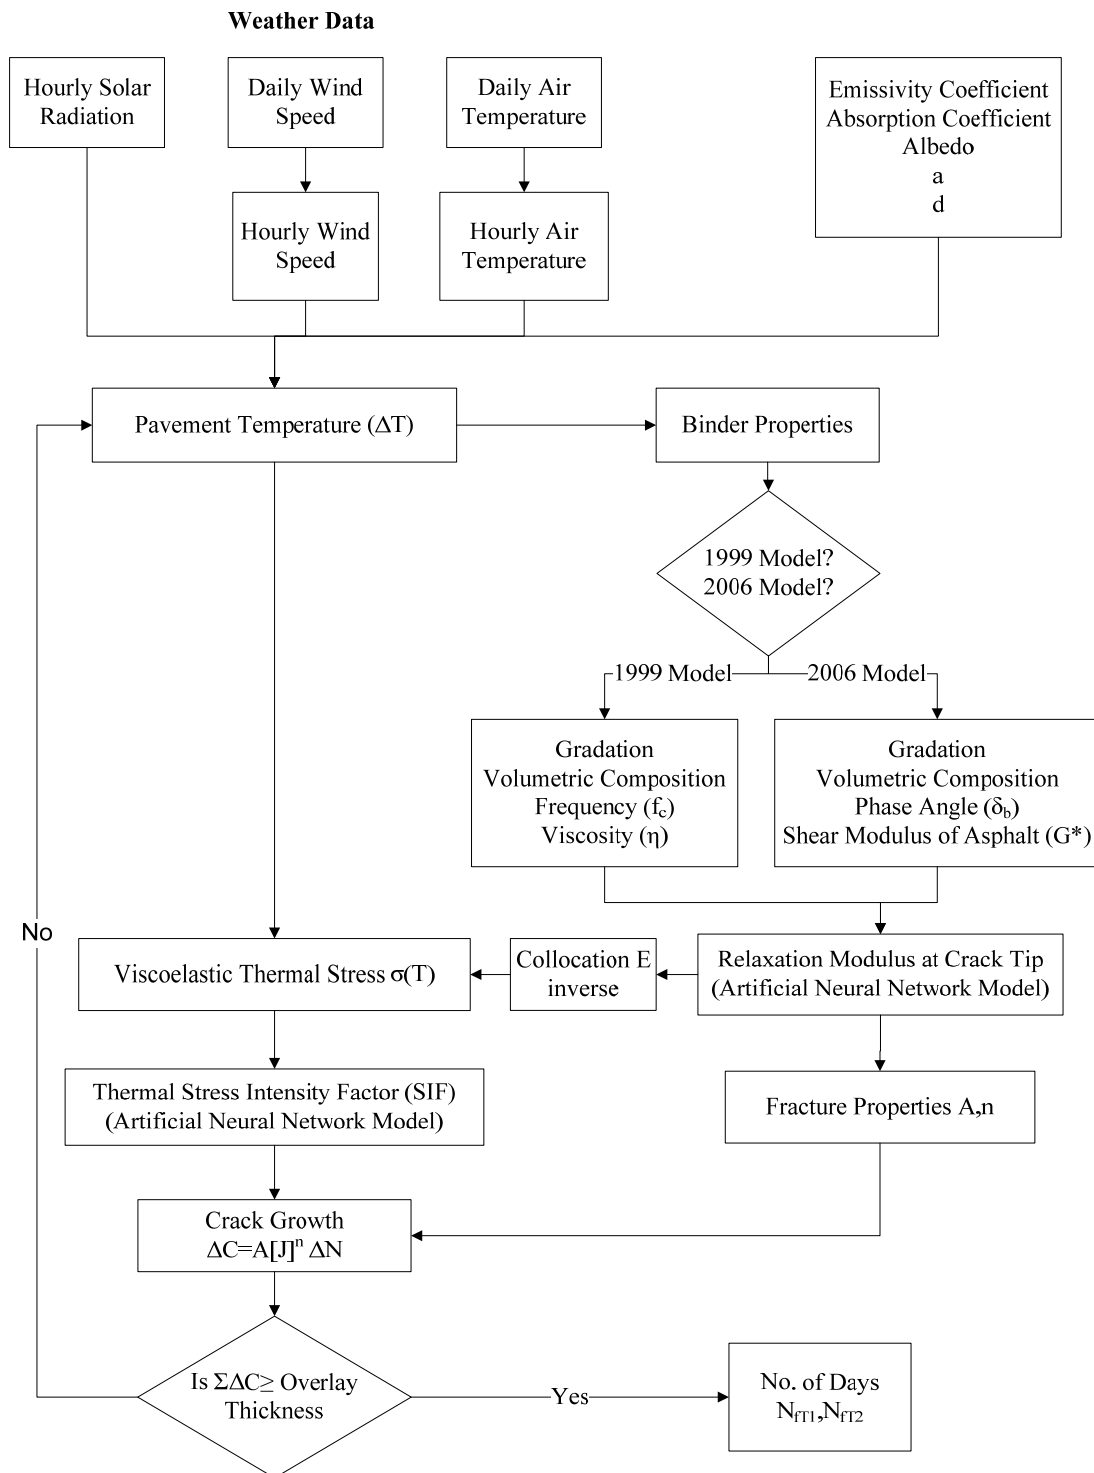 Weather Data
Hourly Solar
Radiation
Daily Wind
Speed
Daily Air
Temperature
Emissivity Coefficient
Absorption Coefficient
Albedo
a
d
Hourly Wind
Speed
Hourly Air
Temperature
Pavement Temperature (ΔT)
Binder Properties
1999 Model?
2006 Model?
1999 Model
2006 Model
Gradation
Volumetric Composition
Frequency (f_c)
Viscosity (η)
Gradation
Volumetric Composition
Phase Angle (δ_b)
Shear Modulus of Asphalt (G*)
No
Viscoelastic Thermal Stress σ(T)
Collocation E
inverse
Relaxation Modulus at Crack Tip
(Artificial Neural Network Model)
Thermal Stress Intensity Factor (SIF)
(Artificial Neural Network Model)
Fracture Properties A,n
Crack Growth
ΔC=A[J]^n ΔN
Is ΣΔC≥ Overlay
Thickness
Yes
No. of Days
N_fT1,N_fT2